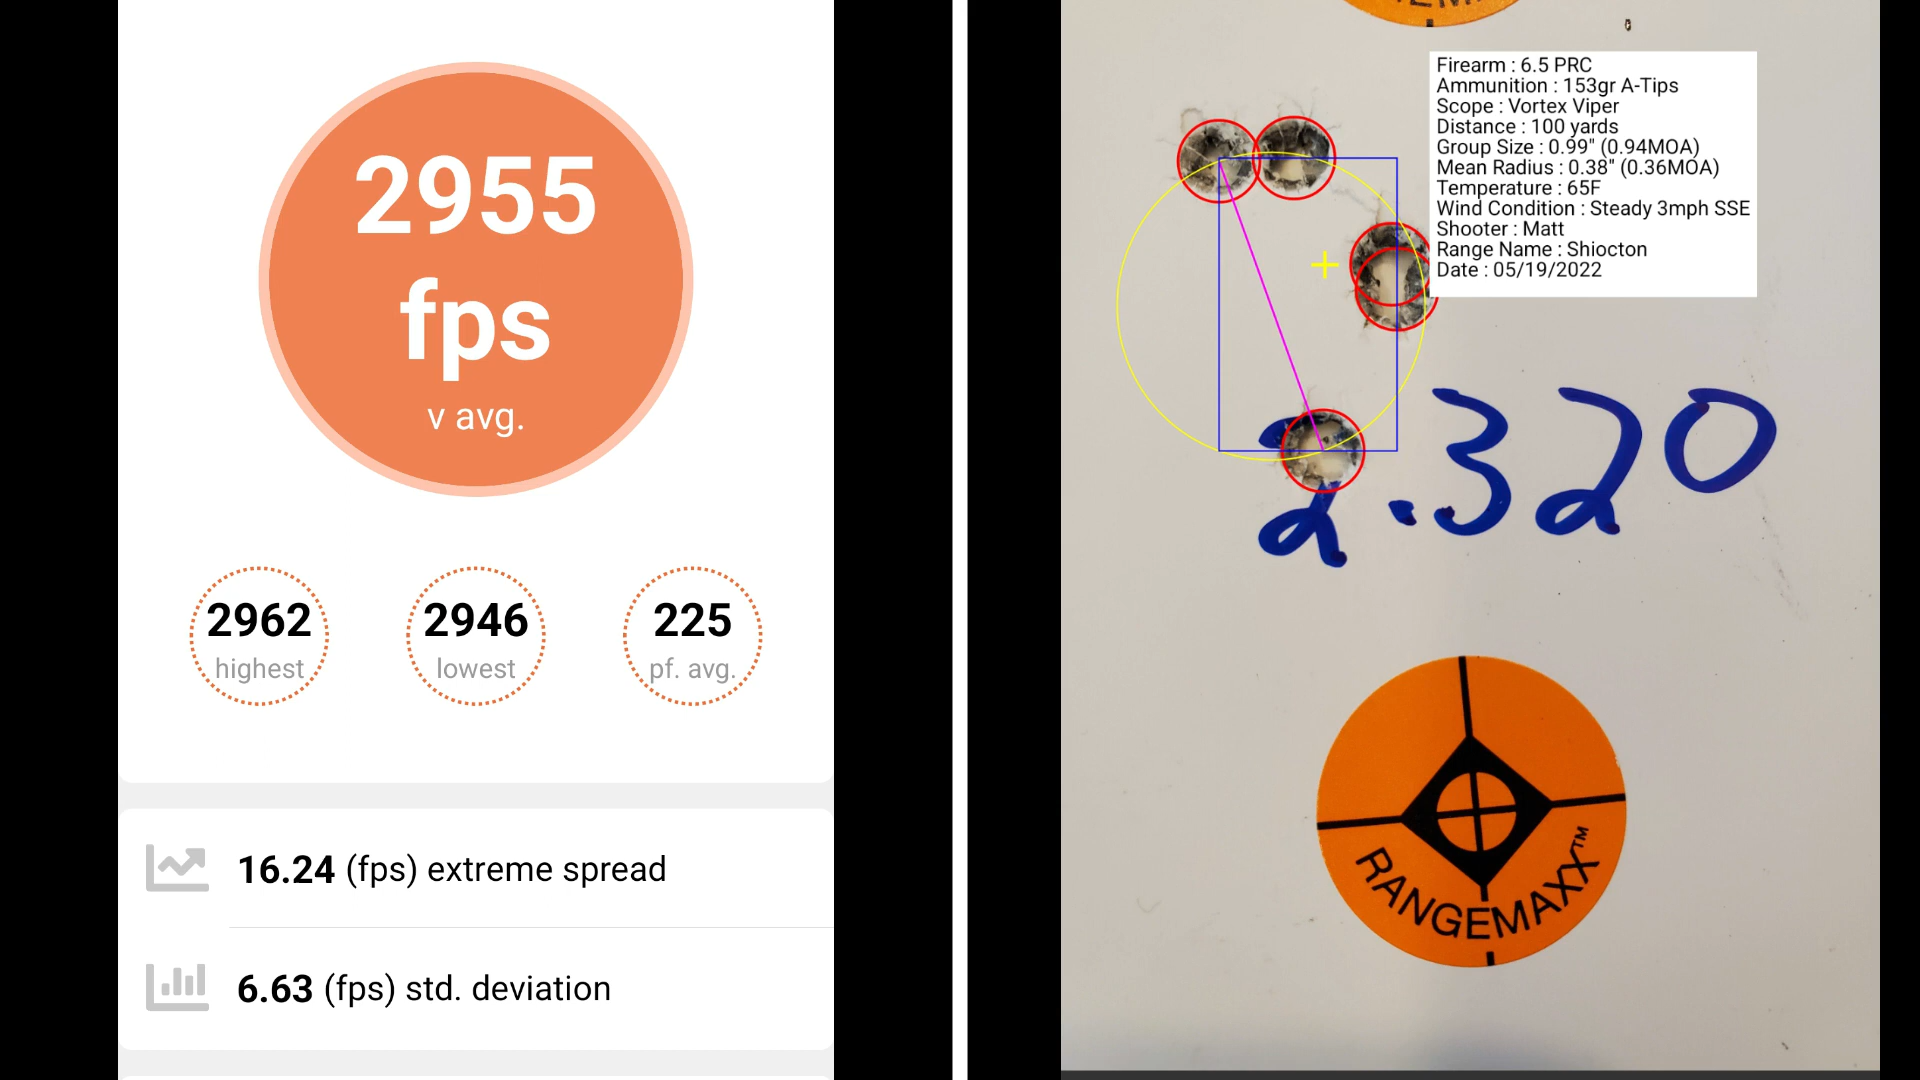 2955
fps
v avg.
2962
highest
2946
lowest
225
pf. avg.
16.24 (fps) extreme spread
6.63 (fps) std. deviation
Firearm : 6.5 PRC
Ammunition : 153gr A-Tips
Scope : Vortex Viper
Distance : 100 yards
Group Size : 0.99" (0.94MOA)
Mean Radius : 0.38" (0.36MOA)
Temperature : 65F
Wind Condition : Steady 3mph SSE
Shooter : Matt
Range Name : Shiocton
Date : 05/19/2022
2.320
RANGEMAXX™